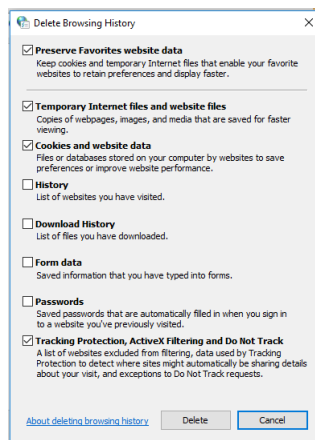 Delete Browsing History
Preserve Favorites website data
Keep cookies and temporary Internet files that enable your favorite
websites to retain preferences and display faster.
Temporary Internet files and website files
Copies of webpages, images, and media that are saved for faster
viewing.
Cookies and website data
Files or databases stored on your computer by websites to save
preferences or improve website performance.
History
List of websites you have visited.
Download History
List of files you have downloaded.
Form data
Saved information that you have typed into forms.
Passwords
Saved passwords that are automatically filled in when you sign in
to a website you've previously visited.
Tracking Protection, ActiveX Filtering and Do Not Track
A list of websites excluded from filtering, data used by Tracking
Protection to detect where sites might automatically be sharing details
about your visit, and exceptions to Do Not Track requests.
About deleting browsing history Delete Cancel